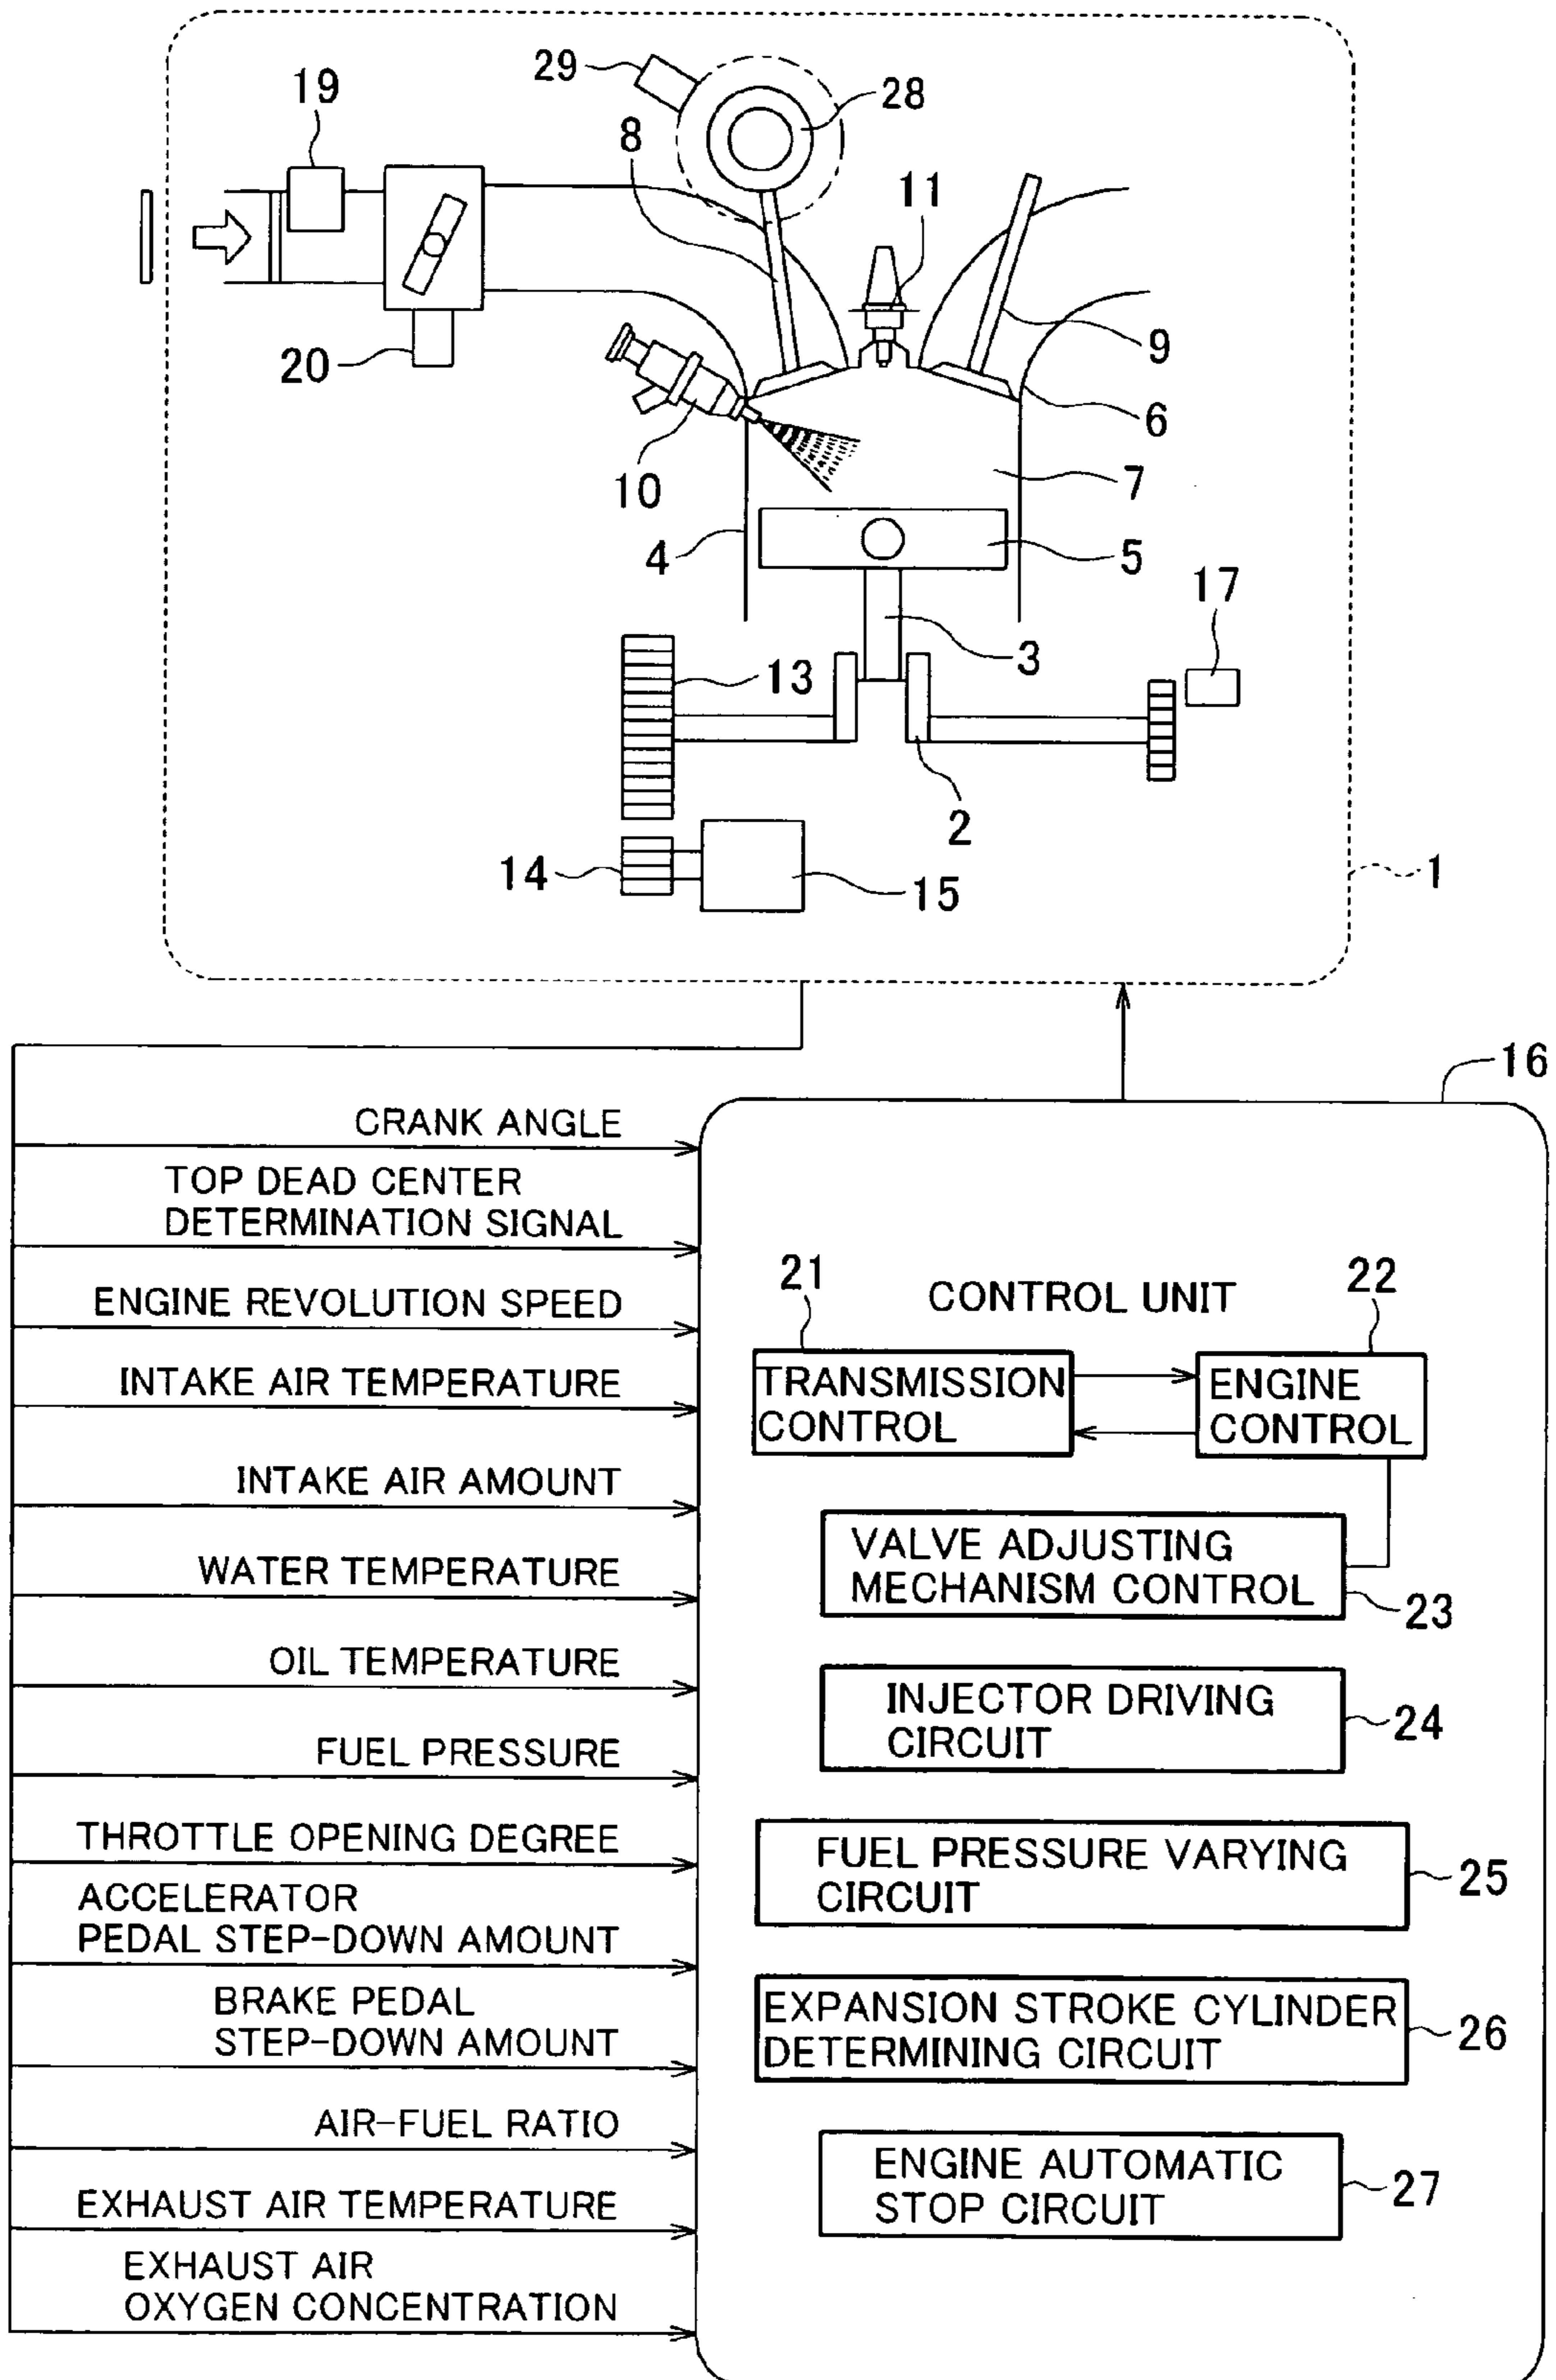 29
28
19
8
11
20
9
6
10
7
4
5
17
3
13
2
14
15
1
16
CRANK ANGLE
TOP DEAD CENTER
DETERMINATION SIGNAL
ENGINE REVOLUTION SPEED
INTAKE AIR TEMPERATURE
INTAKE AIR AMOUNT
WATER TEMPERATURE
OIL TEMPERATURE
FUEL PRESSURE
THROTTLE OPENING DEGREE
ACCELERATOR
PEDAL STEP-DOWN AMOUNT
BRAKE PEDAL
STEP-DOWN AMOUNT
AIR-FUEL RATIO
EXHAUST AIR TEMPERATURE
EXHAUST AIR
OXYGEN CONCENTRATION
CONTROL UNIT
21
22
TRANSMISSION
CONTROL
ENGINE
CONTROL
VALVE ADJUSTING
MECHANISM CONTROL
23
INJECTOR DRIVING
CIRCUIT
24
FUEL PRESSURE VARYING
CIRCUIT
25
EXPANSION STROKE CYLINDER
DETERMINING CIRCUIT
26
ENGINE AUTOMATIC
STOP CIRCUIT
27